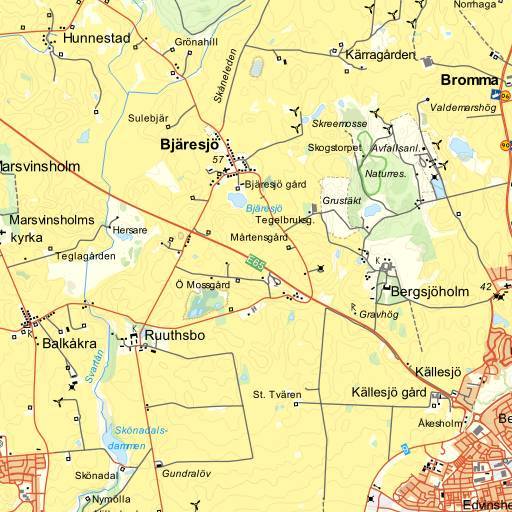 Norrhaga
Hunnestad
Grönahill
Kärragården
Skåneleden
Bromma
Valdemarshög
Sulebjär
Skreemosse
Bjäresjö
Skogstorpet
Avfallsanl.
57
Marsvinsholm
Naturres.
Bjäresjö gård
Grustäkt
Bjäresjö
Marsvinsholms
kyrka
Tegelbruksg.
Hersare
Mårtensgård
Teglagården
E65
K
Ö Mossgård
Bergsjöholm
42
Gravhög
K
K
Ruuthsbo
Balkåkra
Svartån
Källesjö
St. Tvären
Källesjö gård
Åkesholm
Skönadals-
dammen
Skönadal
Gundralöv
Nymölla
Edvinshe